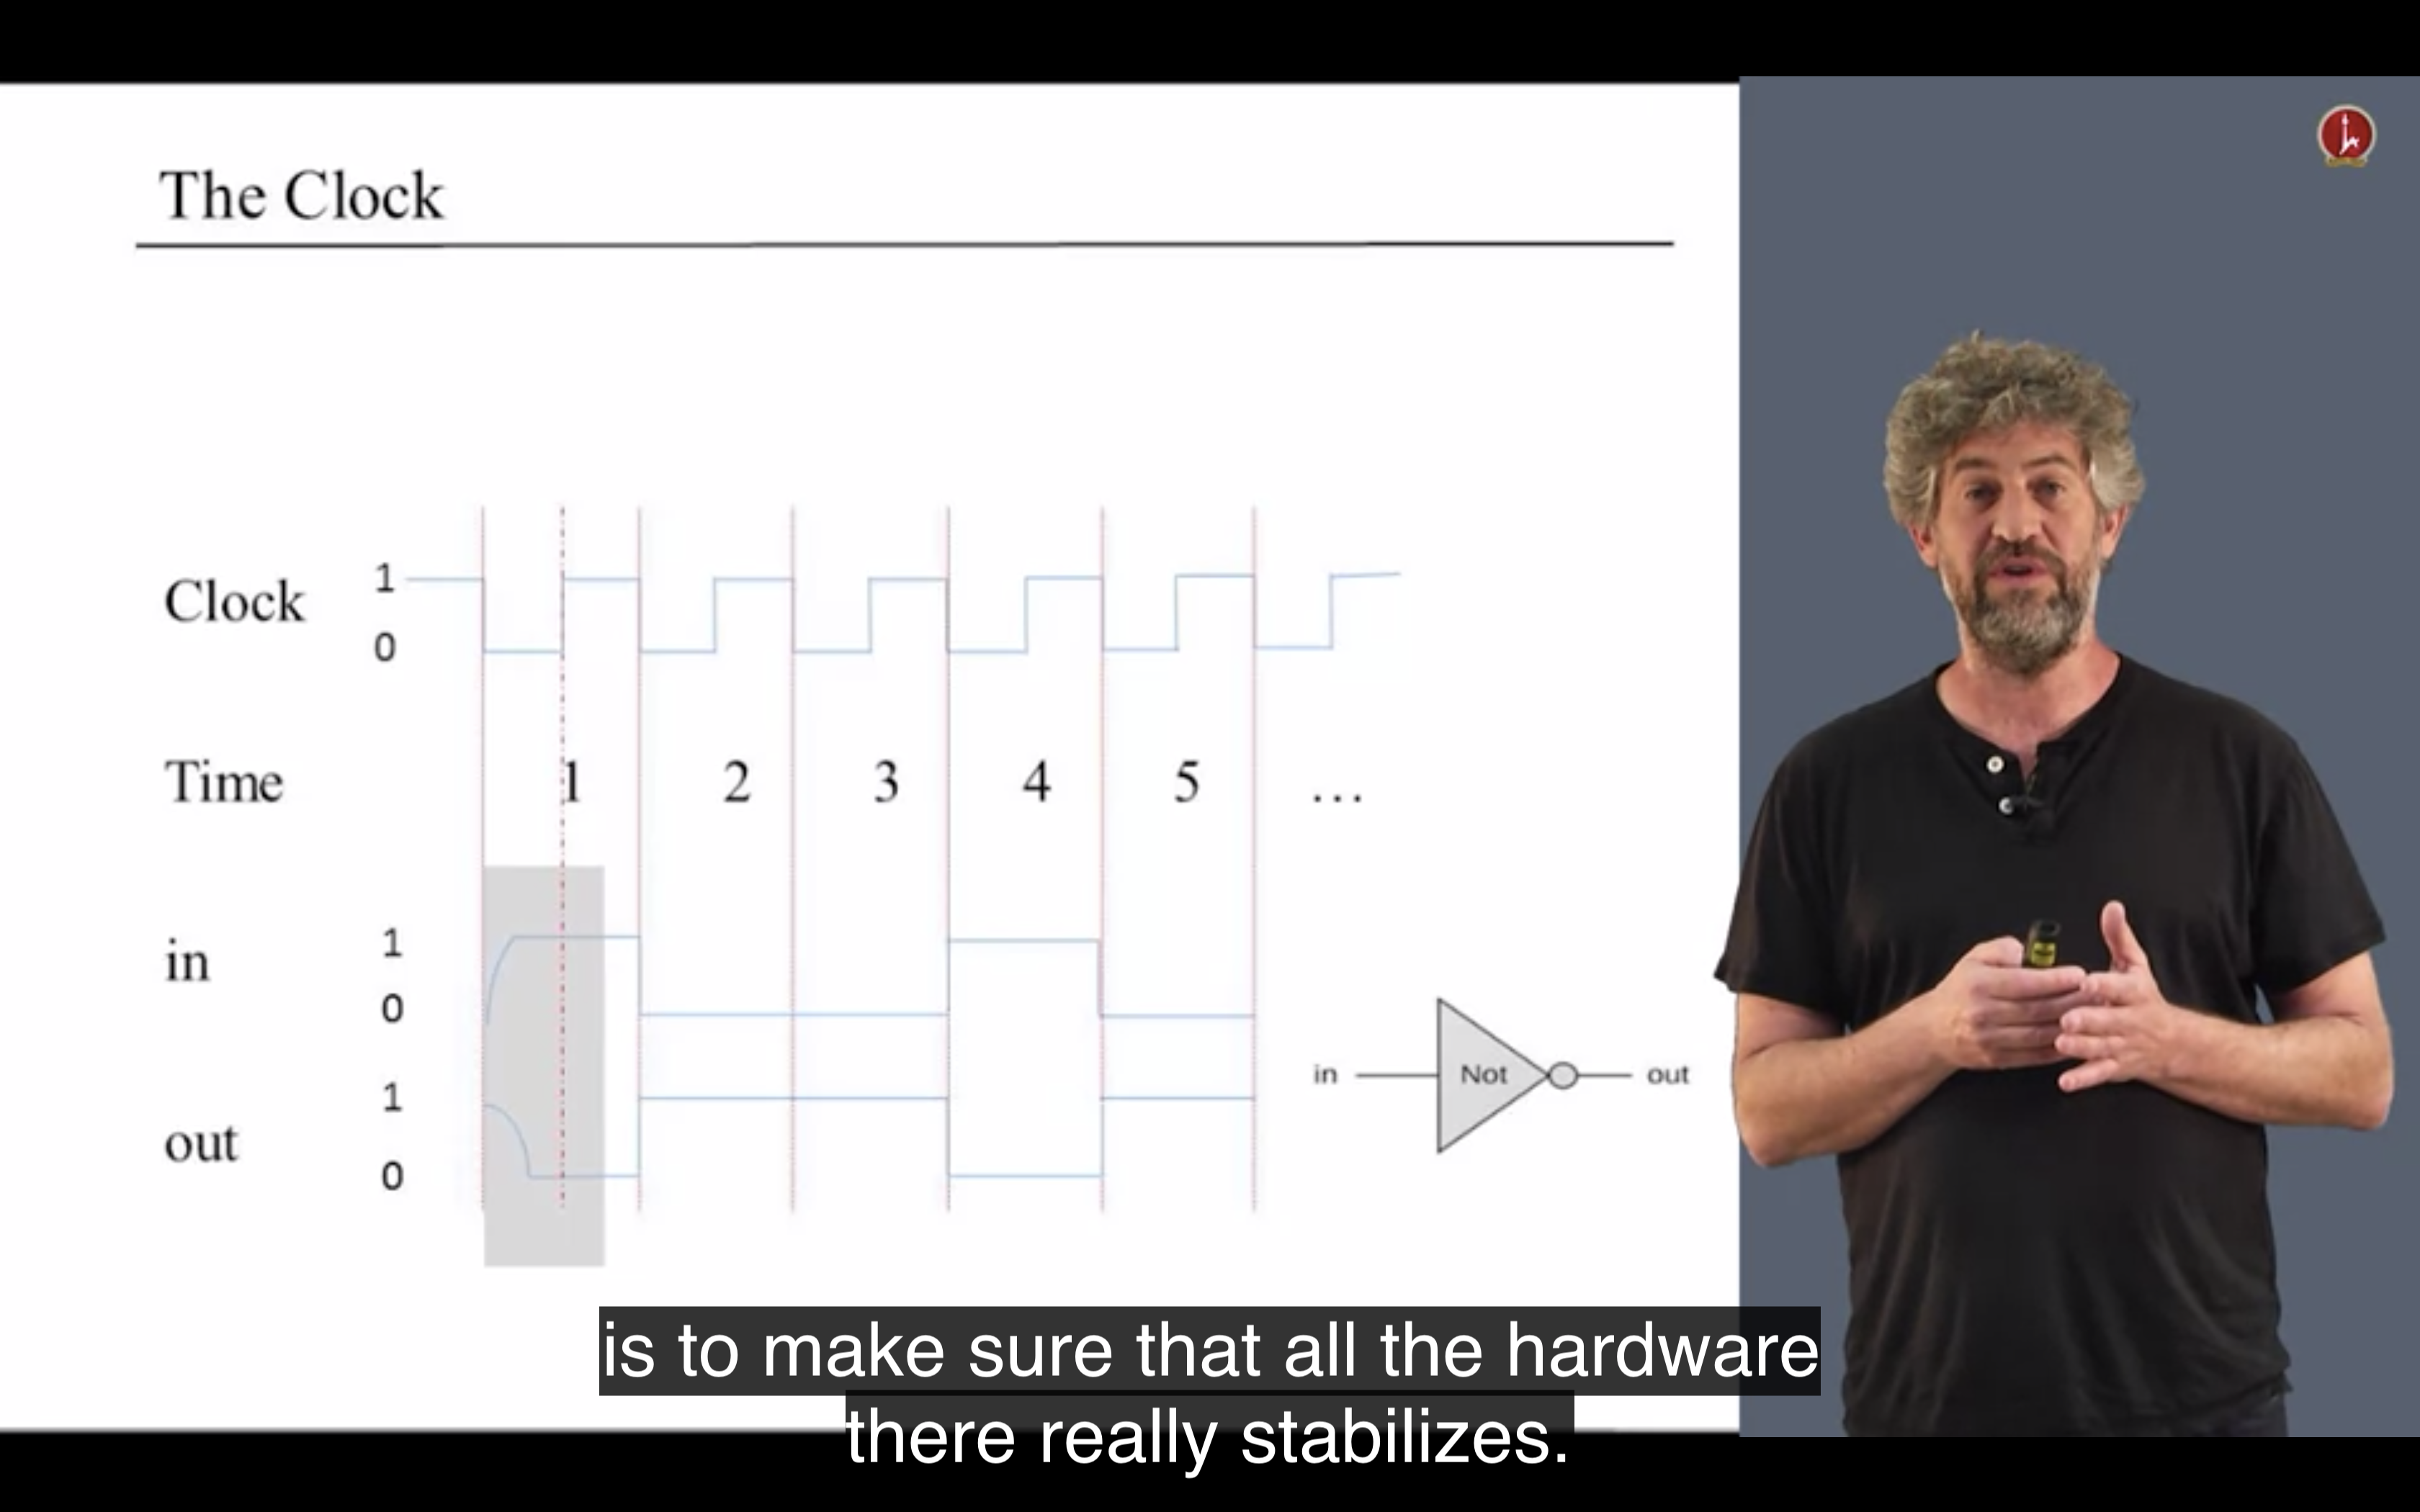 The Clock
Clock 1
0
Time 1 2 3 4 5 ...
in 1
0
out 1
0
in Not out
is to make sure that all the hardware
there really stabilizes.